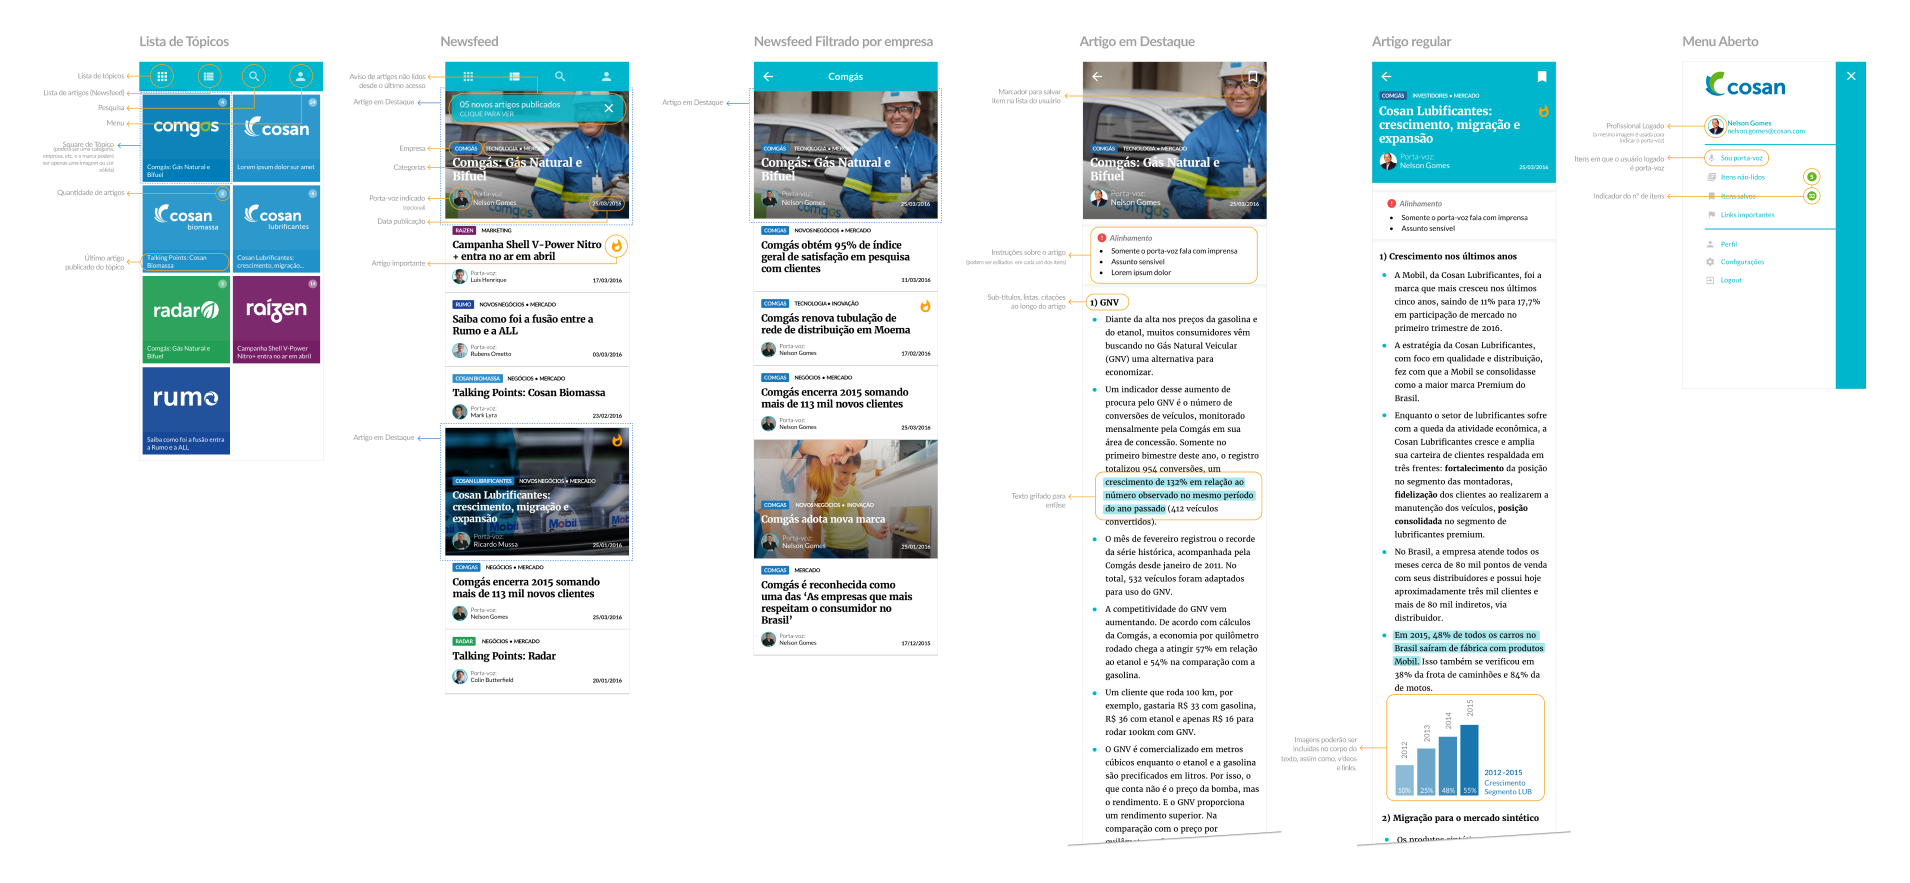 Lista de Tópicos
Lista de tópicos
Lista de artigos (Newsfeed)
Pesquisa
Menu
Square de Tópico
Quantidade de artigos
Último artigo
publicado do tópico
comgas
Comgás: Gás Natural e
Bifuel
cosan
Lorem ipsum dolor sur amet
cosan
biomassa
Talking Points: Cosan
Biomassa
cosan
lubrificantes
Cosan Lubrificantes:
crescimento, migração...
radar
Comgás: Gás Natural e
Bifuel
raízen
Campanha Shell V-Power
Nitro+ entra no ar em abril
rumo
Saiba como foi a fusão entra
a Rumo e a ALL
Newsfeed
Aviso de artigos não lidos
desde o último acesso
Artigo em Destaque
Empresa
Categorias
Porta-voz indicado
(opcional)
Data publicação
Artigo importante
Artigo em Destaque
05 novos artigos publicados
CLIQUE PARA VER
COMGÁS TECNOLOGIA • MERCADO
Comgás: Gás Natural e
Bifuel
Porta-voz:
Nelson Gomes
25/03/2016
RAIZEN MARKETING
Campanha Shell V-Power Nitro
+ entra no ar em abril
Porta-voz:
Luis Henrique
17/03/2016
RUMO NOVOS NEGÓCIOS • MERCADO
Saiba como foi a fusão entre a
Rumo e a ALL
Porta-voz:
Rubens Ometto
03/03/2016
COSAN BIOMASSA NEGÓCIOS • MERCADO
Talking Points: Cosan Biomassa
Porta-voz:
Mark Lyra
23/02/2016
COSAN LUBRIFICANTES NOVOS NEGÓCIOS • MERCADO
Cosan Lubrificantes:
crescimento, migração e
expansão
Mobil
Porta-voz:
Ricardo Mussa
25/01/2016
COMGÁS NEGÓCIOS • MERCADO
Comgás encerra 2015 somando
mais de 113 mil novos clientes
Porta-voz:
Nelson Gomes
25/03/2016
RADAR NEGÓCIOS • MERCADO
Talking Points: Radar
Porta-voz:
Colin Butterfield
20/01/2016
Newsfeed Filtrado por empresa
Artigo em Destaque
Comgás
COMGÁS TECNOLOGIA • MERCADO
Comgás: Gás Natural e
Bifuel
Porta-voz:
Nelson Gomes
25/03/2016
COMGÁS NOVOS NEGÓCIOS • MERCADO
Comgás obtém 95% de índice
geral de satisfação em pesquisa
com clientes
11/03/2016
COMGÁS TECNOLOGIA • INOVAÇÃO
Comgás renova tubulação de
rede de distribuição em Moema
Porta-voz:
Nelson Gomes
17/02/2016
COMGÁS NEGÓCIOS • MERCADO
Comgás encerra 2015 somando
mais de 113 mil novos clientes
Porta-voz:
Nelson Gomes
25/03/2016
COMGÁS NOVOS NEGÓCIOS • INOVAÇÃO
Comgás adota nova marca
Porta-voz:
Nelson Gomes
25/01/2016
COMGÁS MERCADO
Comgás é reconhecida como
uma das ‘As empresas que mais
respeitam o consumidor no
Brasil’
Porta-voz:
Nelson Gomes
17/12/2015
Artigo em Destaque
Marcador para salvar
item na lista do usuário
Instruções sobre o artigo
(podem ser editados em cada um dos itens)
Sub-títulos, listas, citações
ao longo do artigo
Texto grifado para
enfâse
COMGÁS TECNOLOGIA • MERCADO
Comgás: Gás Natural e
Bifuel
Porta-voz:
Nelson Gomes
25/03/2016
Alinhamento
• Somente o porta-voz fala com imprensa
• Assunto sensível
• Lorem ipsum dolor
1) GNV
• Diante da alta nos preços da gasolina e
do etanol, muitos consumidores vêm
buscando no Gás Natural Veicular
(GNV) uma alternativa para
economizar.
• Um indicador desse aumento de
procura pelo GNV é o número de
conversões de veículos, monitorado
mensalmente pela Comgás em sua
área de concessão. Somente no
primeiro bimestre deste ano, o registro
totalizou 954 conversões, um
crescimento de 132% em relação ao
número observado no mesmo período
do ano passado (412 veículos
convertidos).
• O mês de fevereiro registrou o recorde
da série histórica, acompanhada pela
Comgás desde janeiro de 2011. No
total, 532 veículos foram adaptados
para uso do GNV.
• A competitividade do GNV vem
aumentando. De acordo com cálculos
da Comgás, a economia por quilômetro
rodado chega a atingir 57% em relação
ao etanol e 54% na comparação com a
gasolina.
• Um cliente que roda 100 km, por
exemplo, gastaria R$ 33 com gasolina,
R$ 36 com etanol e apenas R$ 16 para
rodar 100km com GNV.
• O GNV é comercializado em metros
cúbicos enquanto o etanol e a gasolina
são precificados em litros. Por isso, o
que conta não é o preço da bomba, mas
o rendimento. E o GNV proporciona
um rendimento superior. Na
comparação com o preço por
Artigo regular
COMGÁS INVESTIDORES • MERCADO
Cosan Lubrificantes:
crescimento, migração e
expansão
Porta-voz:
Nelson Gomes
25/03/2016
Alinhamento
• Somente o porta-voz fala com imprensa
• Assunto sensível
1) Crescimento nos últimos anos
• A Mobil, da Cosan Lubrificantes, foi a
marca que mais cresceu nos últimos
cinco anos, saindo de 11% para 17,7%
em participação de mercado no
primeiro trimestre de 2016.
• A estratégia da Cosan Lubrificantes,
com foco em qualidade e distribuição,
fez com que a Mobil se consolidasse
como a maior marca Premium do
Brasil.
• Enquanto o setor de lubrificantes sofre
com a queda da atividade econômica, a
Cosan Lubrificantes cresce e amplia
sua carteira de clientes respaldada em
três frentes: fortalecimento da posição
no segmento das montadoras,
fidelização dos clientes ao realizarem a
manutenção dos veículos, posição
consolidada no segmento de
lubrificantes premium.
• No Brasil, a empresa atende todos os
meses cerca de 80 mil pontos de venda
com seus distribuidores e possui hoje
aproximadamente três mil clientes e
mais de 80 mil indiretos, via
distribuidor.
• Em 2015, 48% de todos os carros no
Brasil saíram de fábrica com produtos
Mobil. Isso também se verificou em
38% da frota de caminhões e 84% da
de motos.
Imagens poderão ser
incluídas no corpo do
texto, assim como, vídeos
e links.
2012
2013
2014
2015
10%
25%
48%
55%
2012 -2015
Crescimento
Segmento LUB
2) Migração para o mercado sintético
• Os produtos
Menu Aberto
Profissional Logado
(a mesma imagem é usada para
indicar o porta-voz)
Itens em que o usuário logado
é porta-voz
Indicador do nº de itens
cosan
Nelson Gomes
nelson.gomes@cosan.com
Sou porta-voz
Itens não-lidos
Itens salvos
Links importantes
Perfil
Configurações
Logout